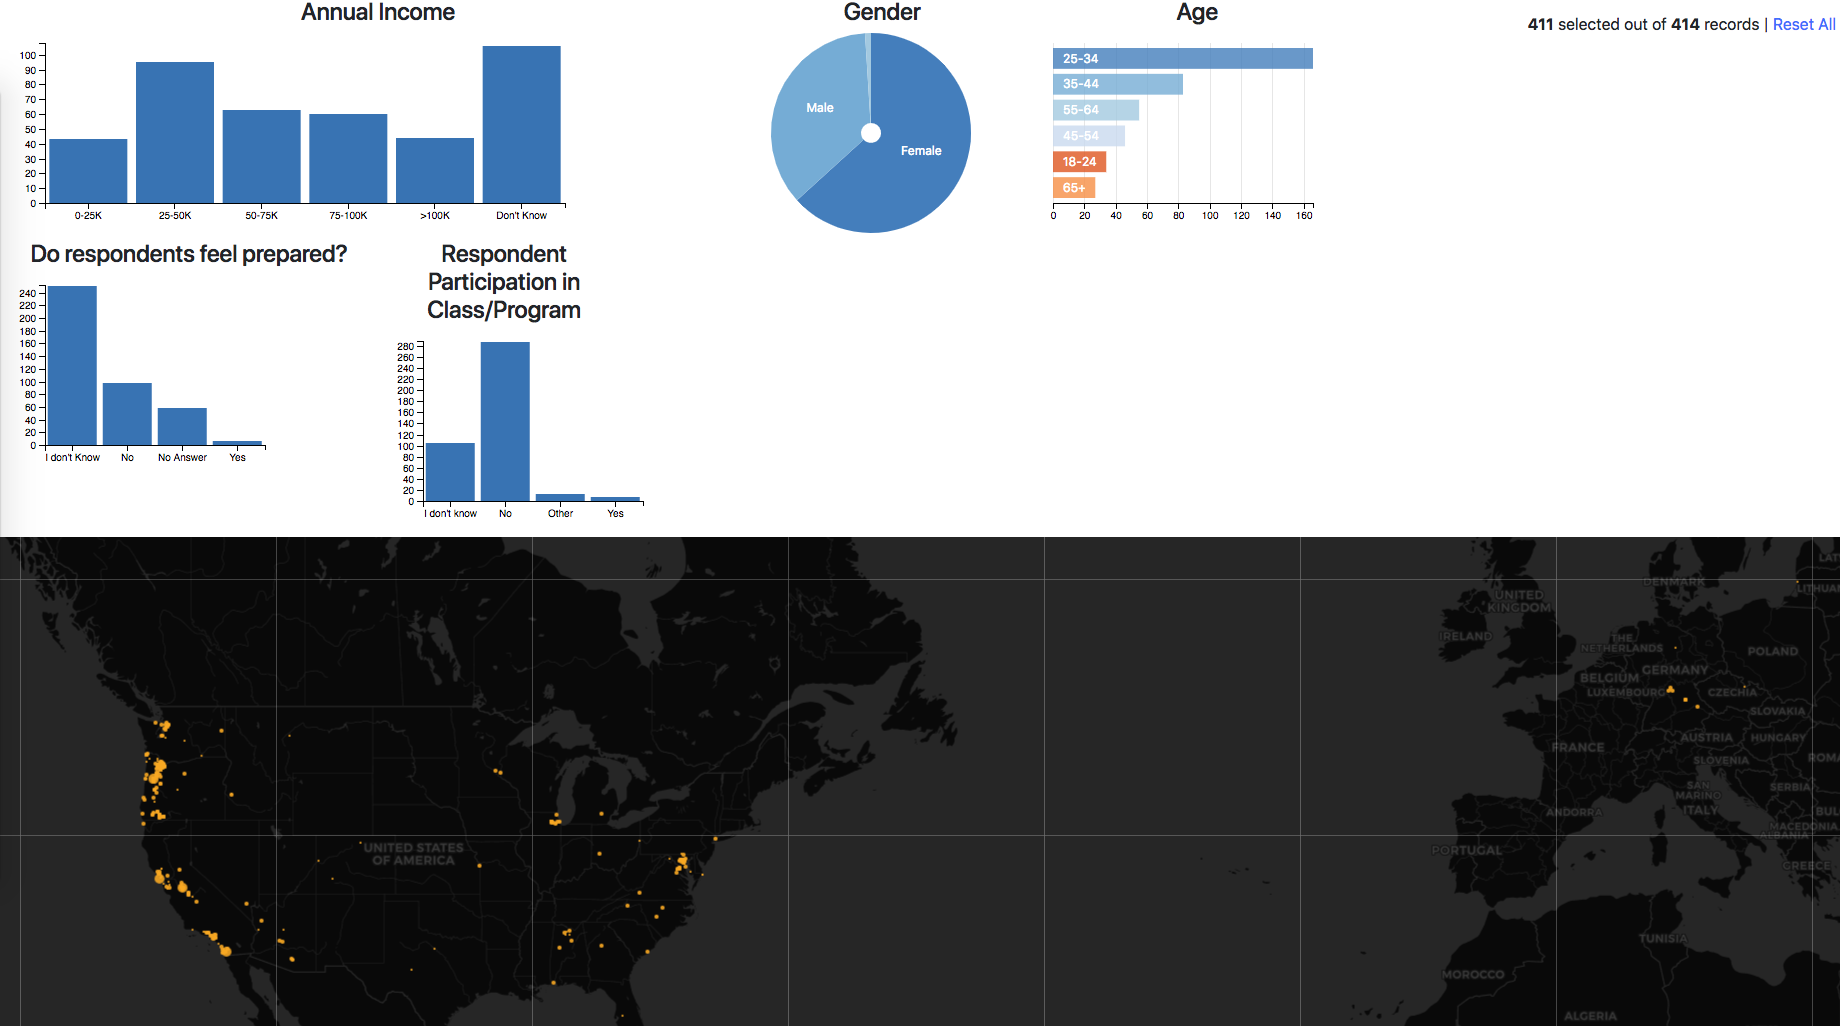 Annual Income
Gender
Age
411 selected out of 414 records | Reset All
100
90
80
70
60
50
40
30
20
10
0
0-25K 25-50K 50-75K 75-100K >100K Don't Know
Male
Female
25-34
35-44
55-64
45-54
18-24
65+
0 20 40 60 80 100 120 140 160
Do respondents feel prepared?
240
220
200
180
160
140
120
100
80
60
40
20
0
I don't Know No No Answer Yes
Respondent
Participation in
Class/Program
280
260
240
220
200
180
160
140
120
100
80
60
40
20
0
I don't know No Other Yes
UNITED STATES
OF AMERICA
LAT
DENMARK
LITHUAN
UNITED
KINGDOM
IRELAND
THE
NETHERLANDS
POLAND
GERMANY
BELGIUM
LUXEMBOURG
CZECHIA
SLOVAKIA
AUSTRIA
HUNGARY
FRANCE
SLOVENIA
ROMA
SAN
MARINO
SERBIA
ANDORRA
ITALY
BUL
MACEDONIA
ALBANIA
PORTUGAL
GREECE
TUNISIA
MOROCCO
ALGERIA